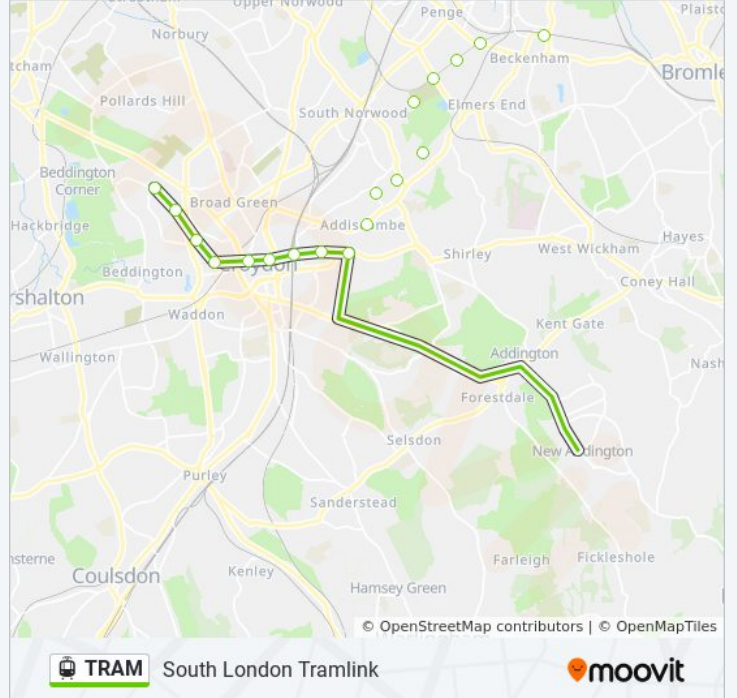 Upper Norwood
Penge
Norbury
Beckenham
Pollards Hill
South Norwood
Elmers End
Beddington
Corner
Broad Green
Addiscombe
Hackbridge
Shirley
West Wickham
Hayes
Beddington
Croydon
Coney Hall
Waddon
Kent Gate
Wallington
Addington
Forestdale
Selsdon
New Addington
Purley
Sanderstead
Farleigh
Fickleshole
Coulsdon
Kenley
Hamsey Green
© OpenStreetMap contributors | © OpenMapTiles
TRAM South London Tramlink
moovit